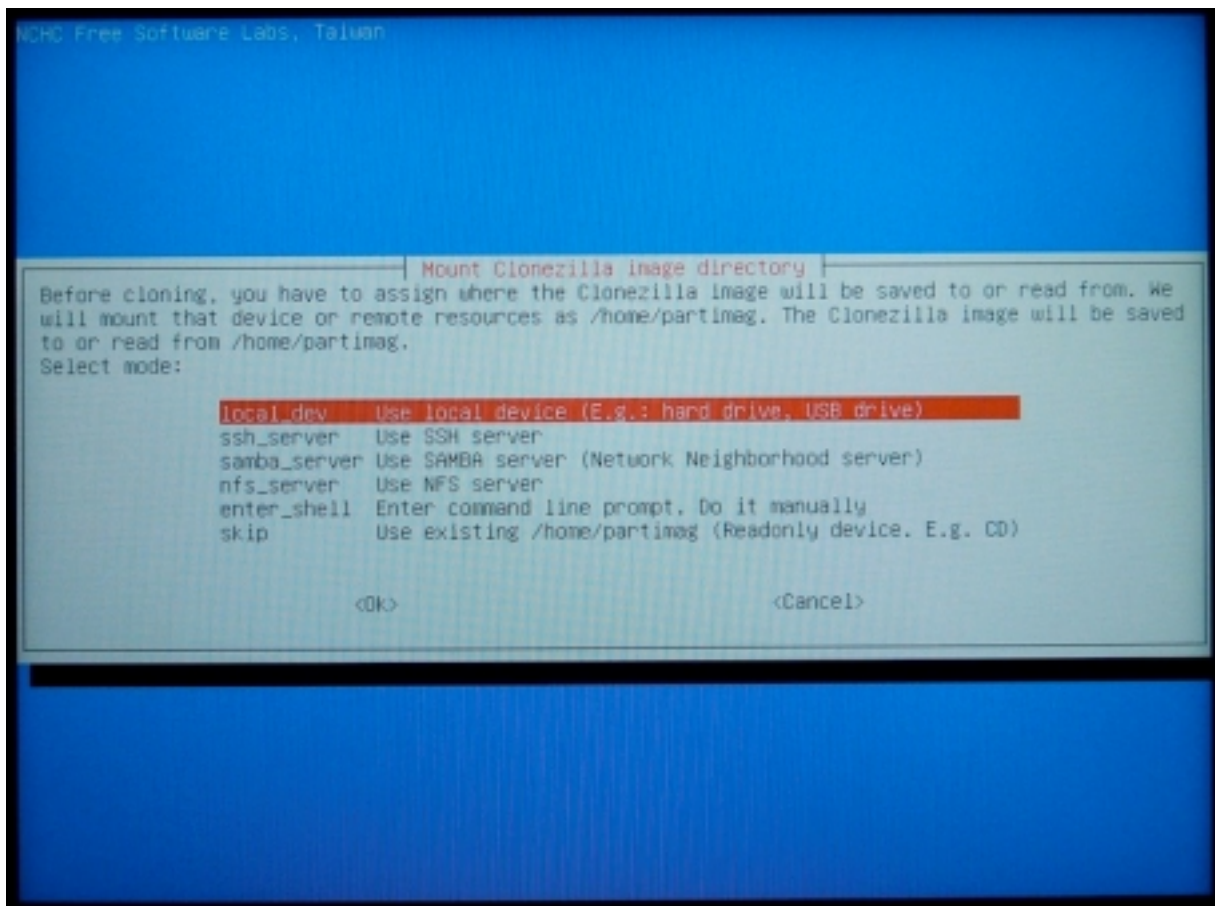 NCHC Free Software Labs, Taiwan
Mount Clonezilla image directory
Before cloning, you have to assign where the Clonezilla image will be saved to or read from. We
will mount that device or remote resources as /home/partimag. The Clonezilla image will be saved
to or read from /home/partimag.
Select mode:
local_dev Use local device (E.g.: hard drive, USB drive)
ssh_server Use SSH server
samba_server Use SAMBA server (Network Neighborhood server)
nfs_server Use NFS server
enter_shell Enter command line prompt. Do it manually
skip Use existing /home/partimag (Readonly device. E.g. CD)
<Ok> <Cancel>